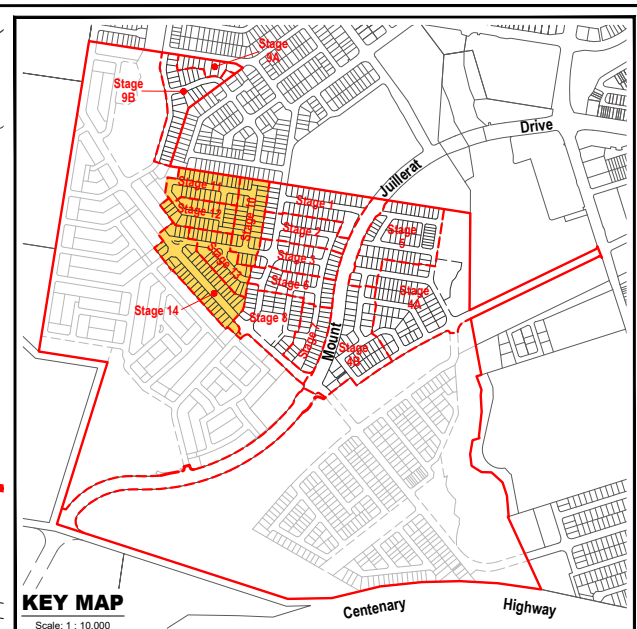 Stage
9A
Stage
9B
Drive
Juillerat
Stage 11
Stage 1
Stage 12
Stage 10
Stage 2
Stage
5
Stage 3
Stage 13
Stage 6
Stage
4A
Stage 14
Stage 8
Stage 7
Mount
Stage
4B
KEY MAP
Scale: 1 : 10,000
Centenary
Highway